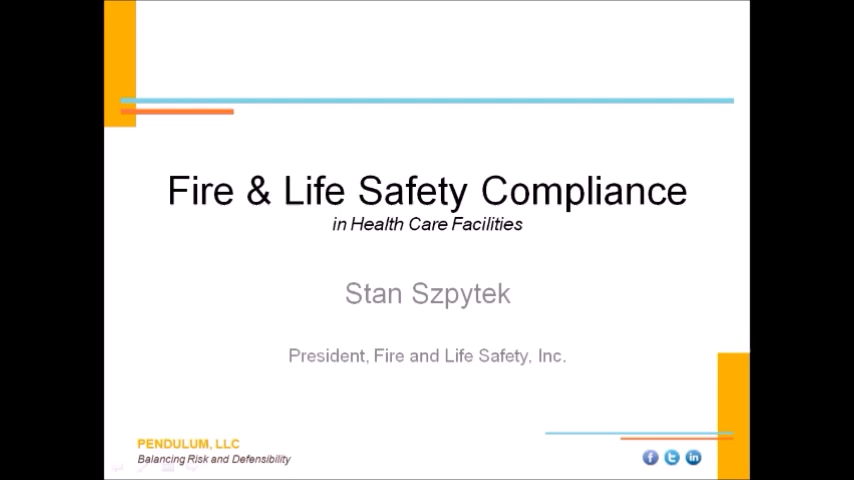 Fire & Life Safety Compliance
in Health Care Facilities
Stan Szpytek
President, Fire and Life Safety, Inc.
PENDULUM, LLC
Balancing Risk and Defensibility